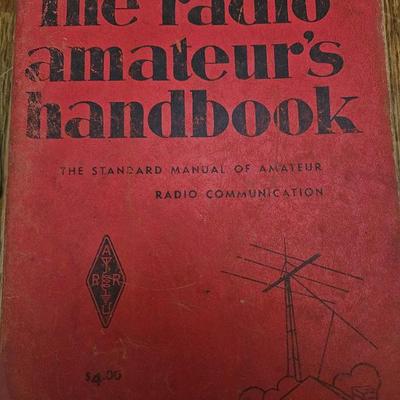 the radio
amateur's
handbook
THE STANDARD MANUAL OF AMATEUR
RADIO COMMUNICATION
A
R R
L
$4.00